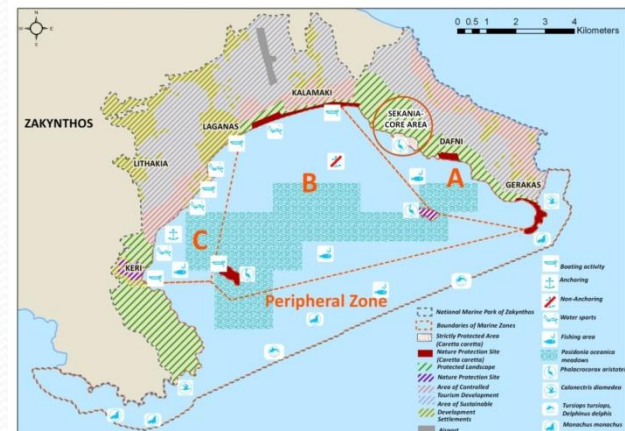 N
0 0.5 1 2 3 4
Kilometers
ZAKYNTHOS
KALAMAKI
LAGANAS
SEKANIA-
CORE AREA
DAFNI
LITHAKIA
GERAKAS
A
B
C
KERI
Peripheral Zone
National Marine Park of Zakynthos
Boundaries of Marine Zones
Strictly Protected Area
(Caretta caretta)
Nature Protection Site
(Caretta caretta)
Protected Landscape
Nature Protection Site
Area of Controlled
Tourism Development
Area of Sustainable
Development
Settlements
Airport
Boating activity
Anchoring
Non-Anchoring
Water sports
Fishing area
Posidonia oceanica
meadows
Phalacrocorax aristotelis
Calonectris diomedea
Tursiops tursiops,
Delphinus delphis
Monachus monachus